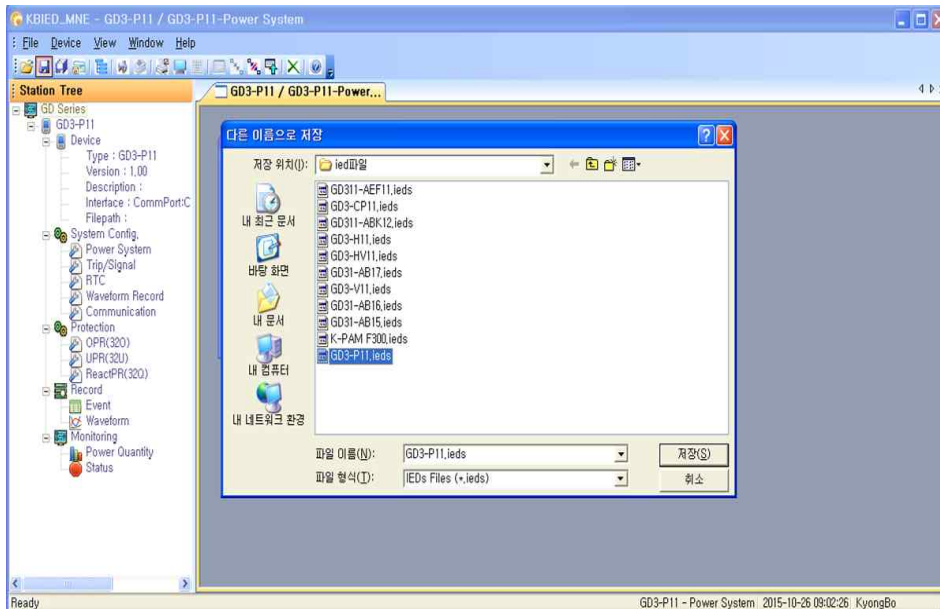 KBIED_MNE - GD3-P11 / GD3-P11-Power System
File Device View Window Help
Station Tree
GD3-P11 / GD3-P11-Power...
GD Series
GD3-P11
Device
Type : GD3-P11
Version : 1,00
Description :
Interface : CommPort:C
Filepath :
System Config,
Power System
Trip/Signal
RTC
Waveform Record
Communication
Protection
OPR(32O)
UPR(32U)
ReactPR(32Q)
Record
Event
Waveform
Monitoring
Power Quantity
Status
다른 이름으로 저장
저장 위치(I):
ied파일
내 최근 문서
바탕 화면
내 문서
내 컴퓨터
내 네트워크 환경
GD311-AEF11,ieds
GD3-CP11,ieds
GD311-ABK12,ieds
GD3-H11,ieds
GD3-HV11,ieds
GD31-AB17,ieds
GD3-V11,ieds
GD31-AB16,ieds
GD31-AB15,ieds
K-PAM F300,ieds
GD3-P11,ieds
파일 이름(N):
GD3-P11,ieds
저장(S)
파일 형식(T):
IEDs Files (*,ieds)
취소
Ready
GD3-P11 - Power System
2015-10-26 09:02:26
KyongBo